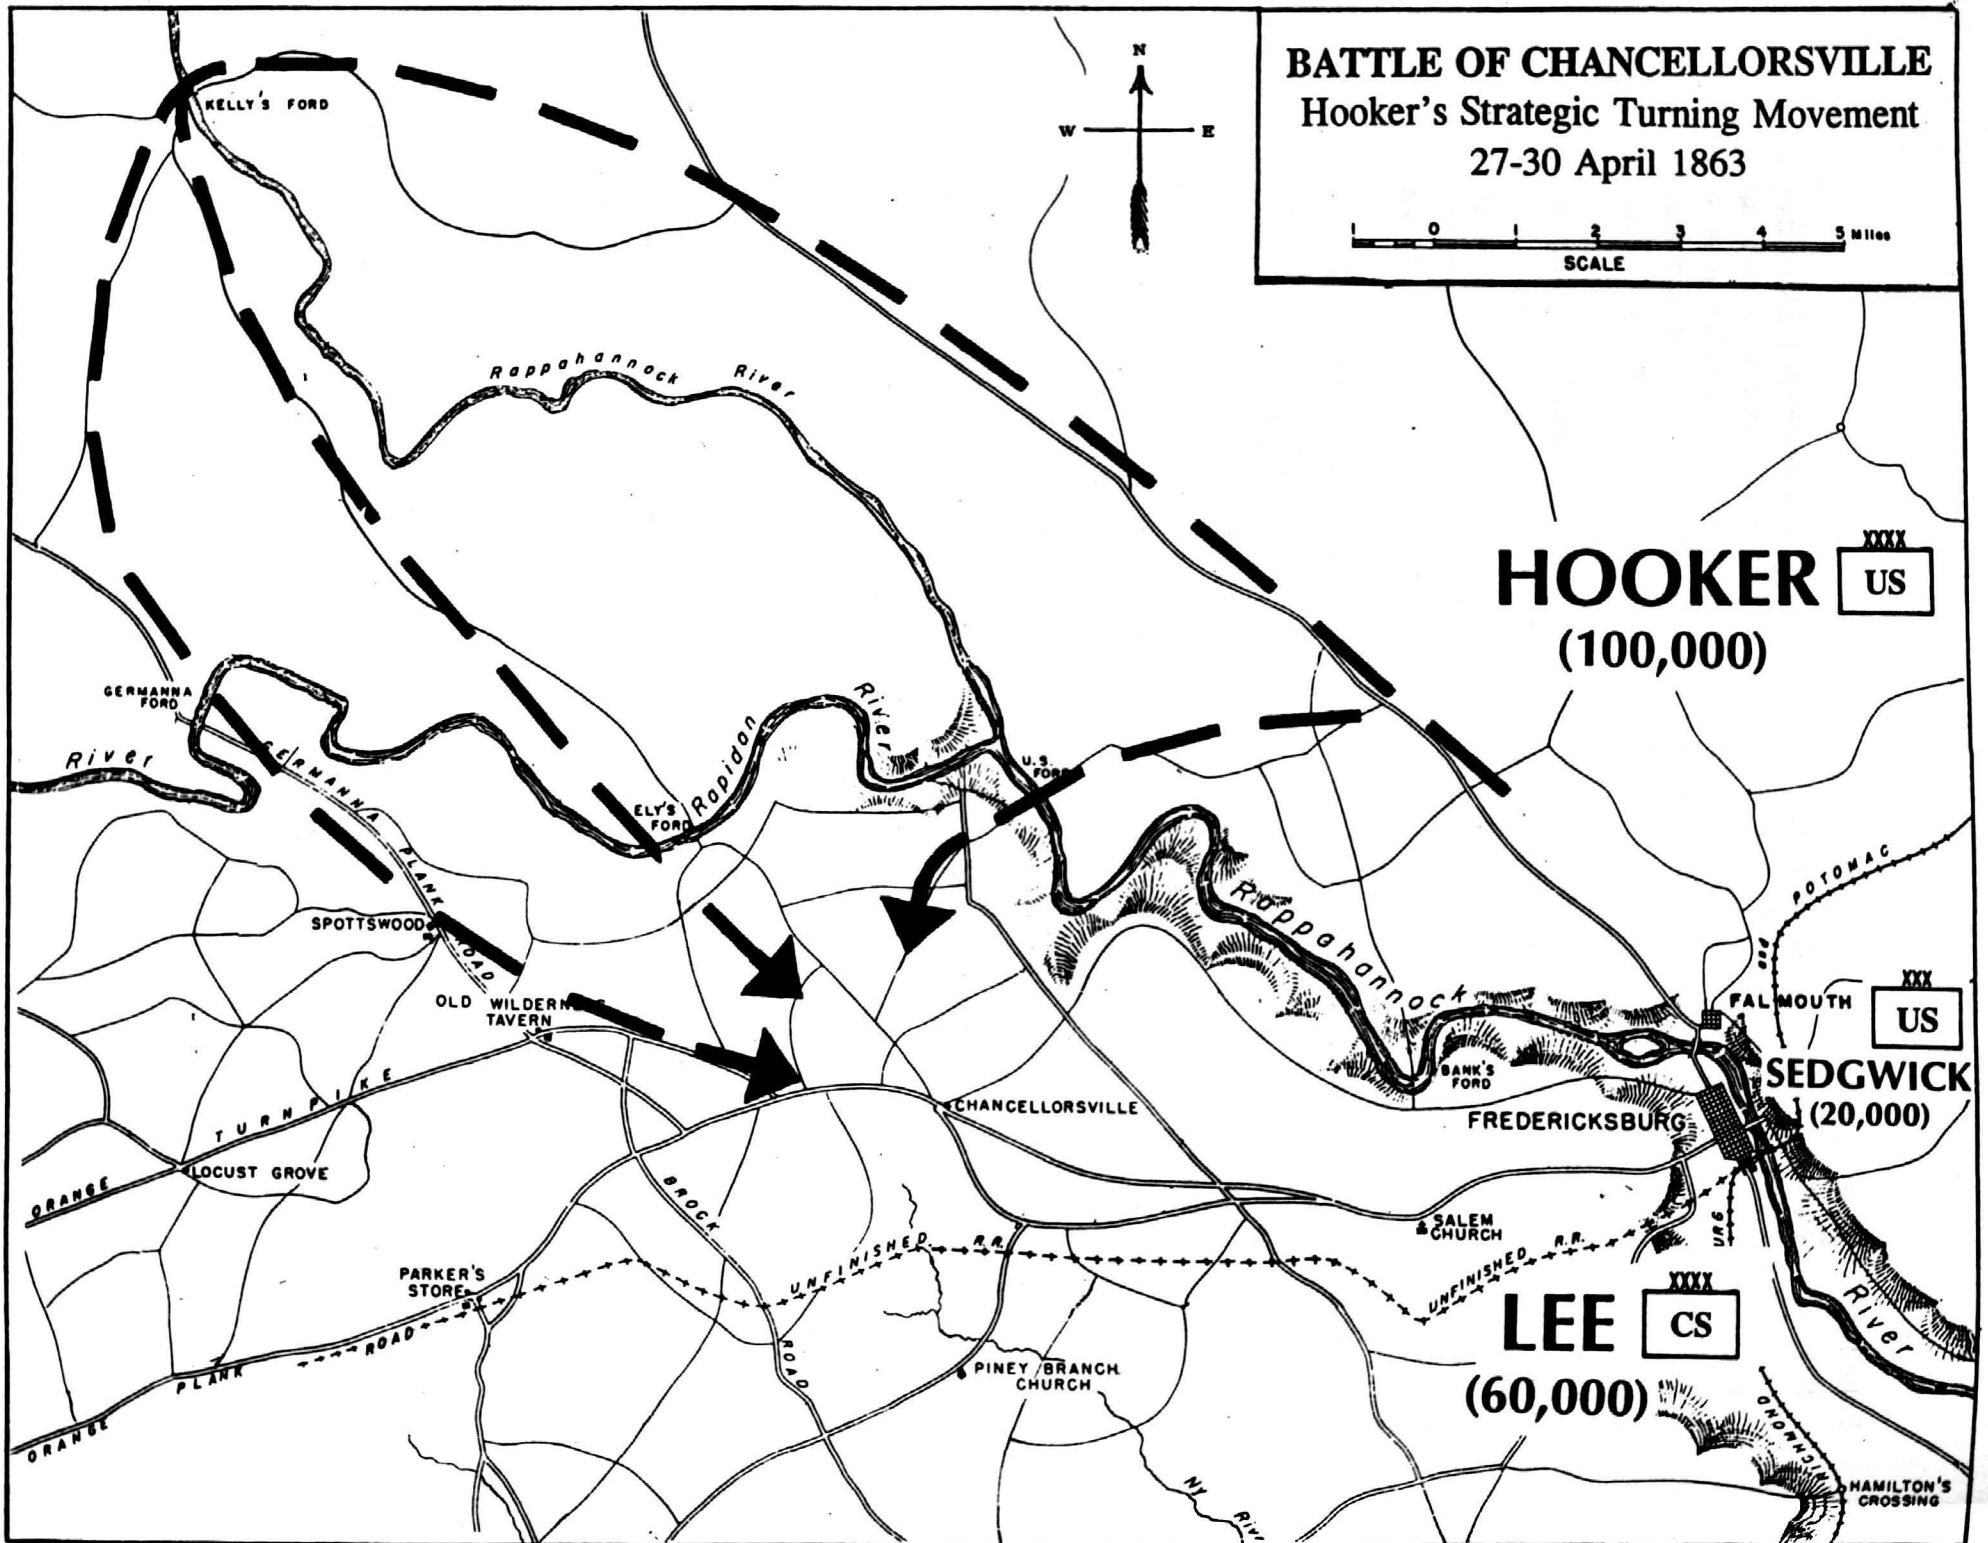 BATTLE OF CHANCELLORSVILLE
Hooker's Strategic Turning Movement
27-30 April 1863
1 0 1 2 3 4 5 Miles
SCALE
N
W E
KELLY'S FORD
Rappahannock River
HOOKER
XXXX
US
(100,000)
GERMANNA
FORD
River
GERMANNA PLANK ROAD
ELY'S
FORD
Rapidan River
U.S.
FORD
Rappahannock
POTOMAC
SPOTTSWOOD
OLD WILDERNESS
TAVERN
FALMOUTH
XXX
US
SEDGWICK
(20,000)
BANK'S
FORD
FREDERICKSBURG
CHANCELLORSVILLE
ORANGE TURNPIKE
LOCUST GROVE
BROCK ROAD
SALEM
CHURCH
URG
UNFINISHED R.R.
UNFINISHED R.R.
PARKER'S
STORE
LEE
XXXX
CS
(60,000)
River
ORANGE PLANK ROAD
PINEY BRANCH
CHURCH
RICHMOND
HAMILTON'S
CROSSING
NY